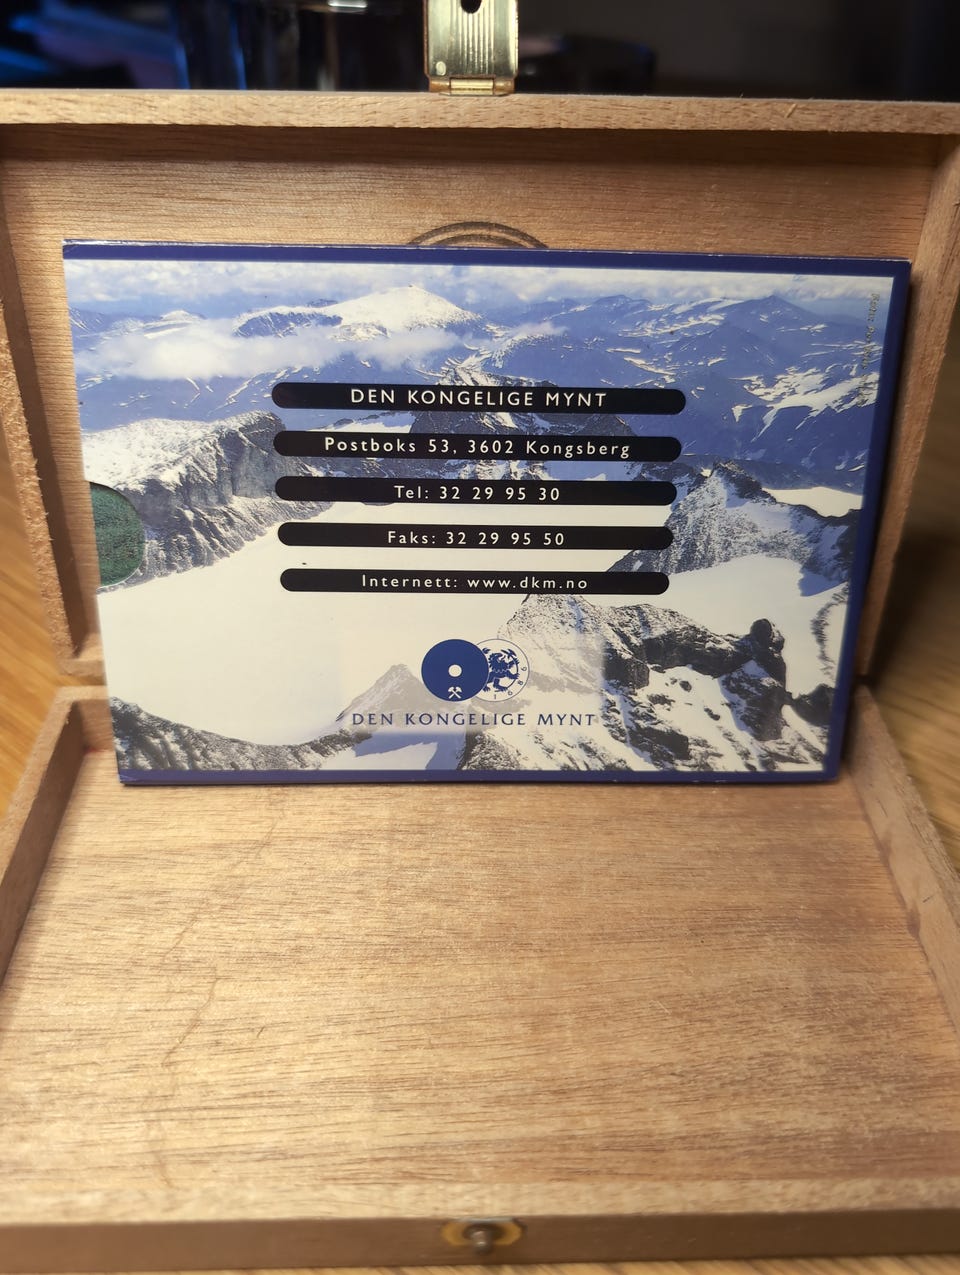 DEN KONGELIGE MYNT
Postboks 53, 3602 Kongsberg
Tel: 32 29 95 30
Faks: 32 29 95 50
Internett: www.dkm.no
1686
DEN KONGELIGE MYNT